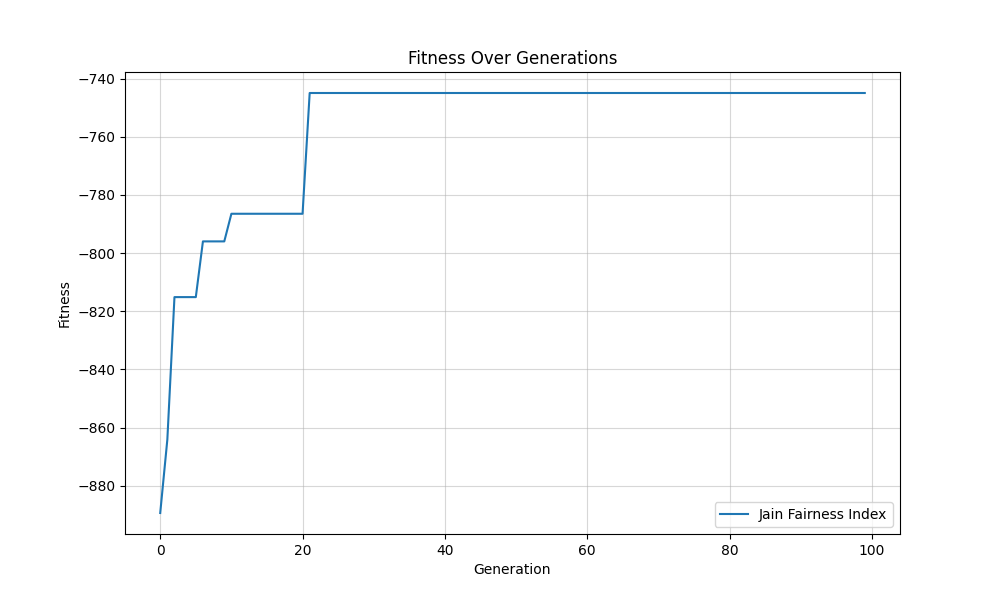 Fitness Over Generations
−740
−760
−780
−800
−820
−840
−860
−880
Fitness
Jain Fairness Index
0 20 40 60 80 100
Generation